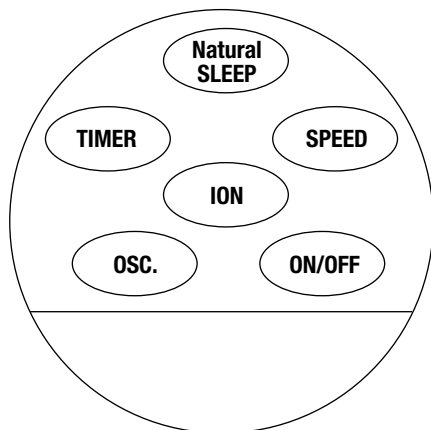 Natural
SLEEP
TIMER
SPEED
ION
OSC.
ON/OFF